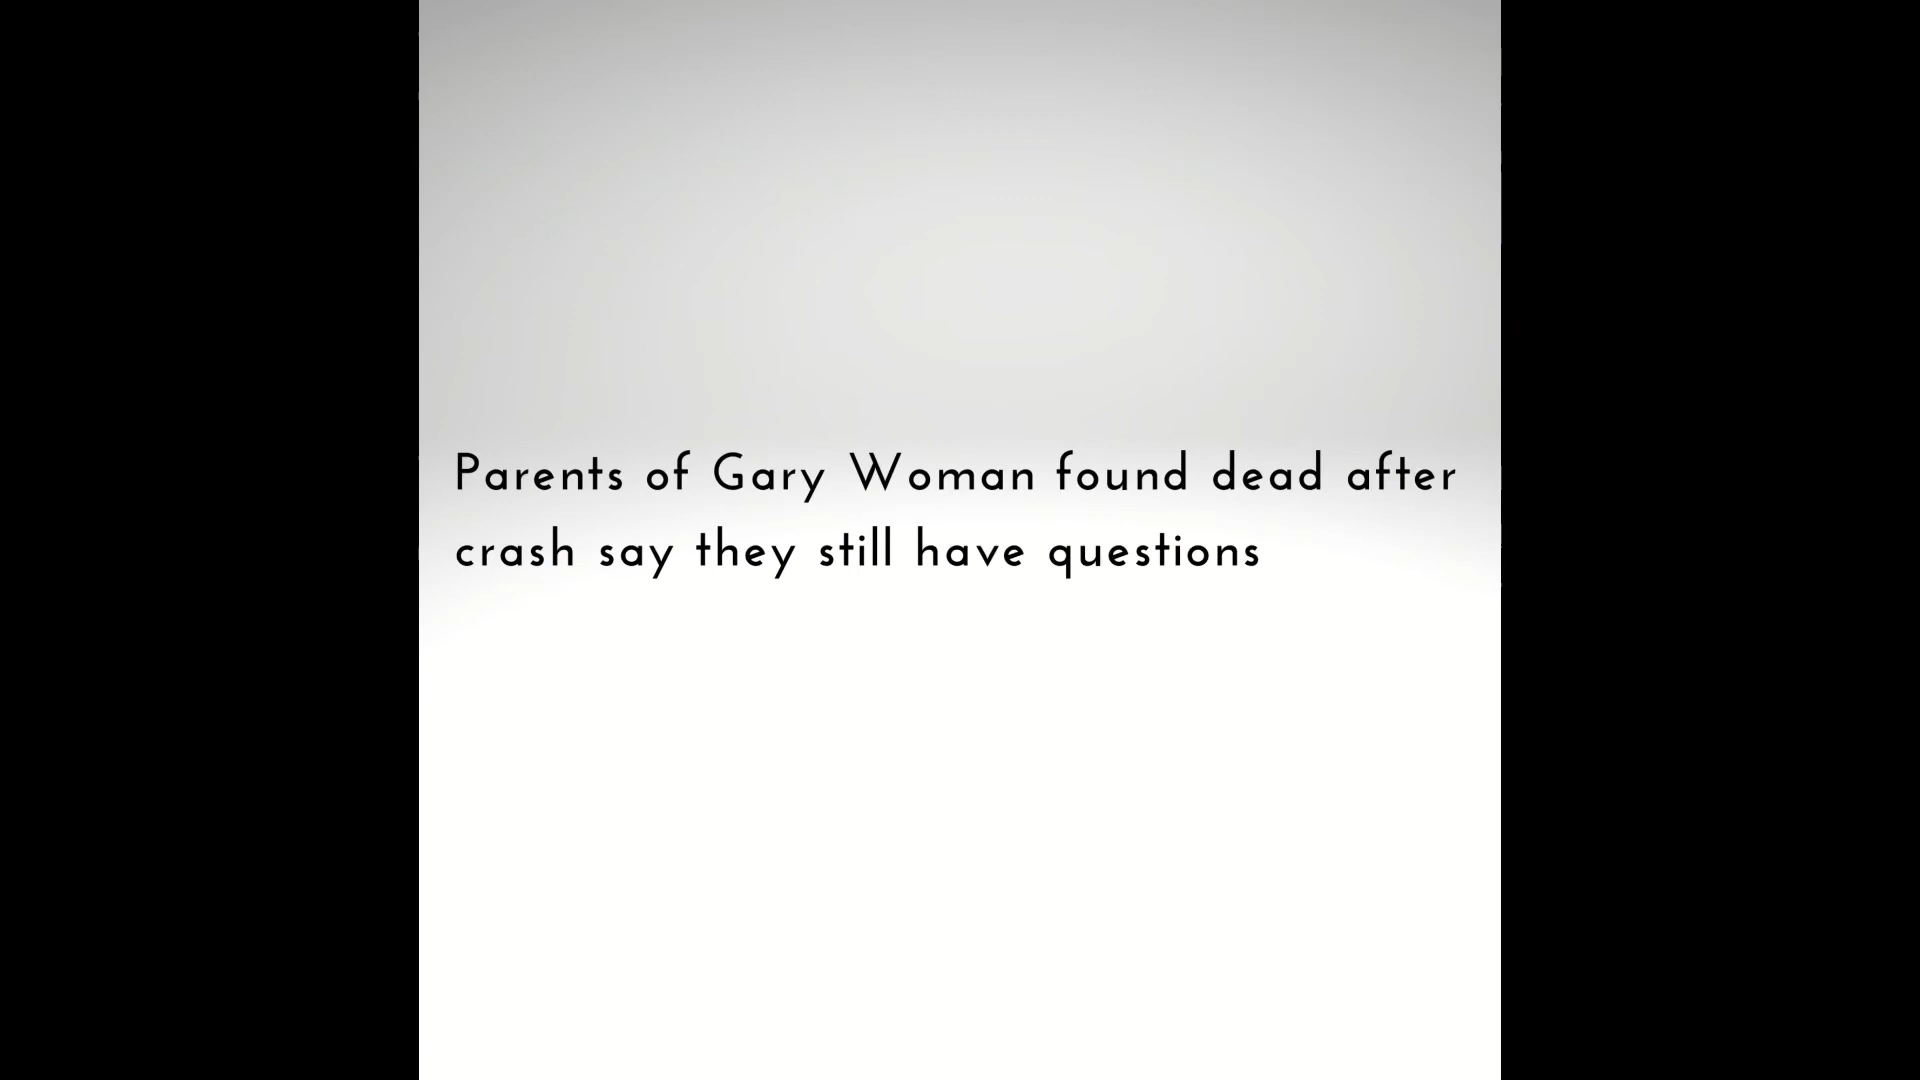 Parents of Gary Woman found dead after
crash say they still have questions